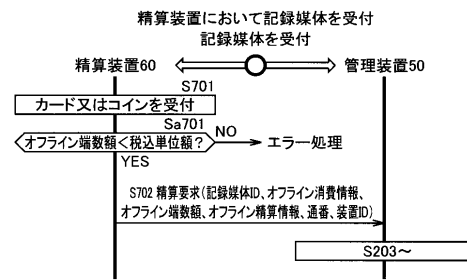 精算装置において記録媒体を受付
記録媒体を受付
精算装置60
管理装置50
S701
カード又はコインを受付
Sa701
オフライン端数額<税込単位額?
NO
エラー処理
YES
S702 精算要求(記録媒体ID、オフライン消費情報、
オフライン端数額、オフライン精算情報、通番、装置ID)
S203～